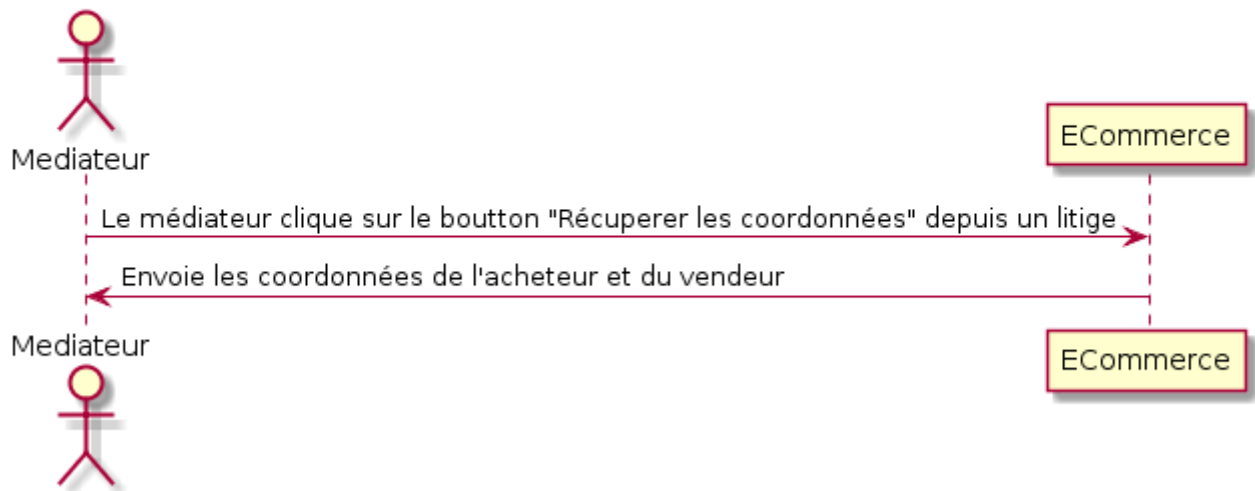 Mediateur
ECommerce
Le médiateur clique sur le boutton "Récuperer les coordonnées" depuis un litige
Envoie les coordonnées de l'acheteur et du vendeur
Mediateur
ECommerce